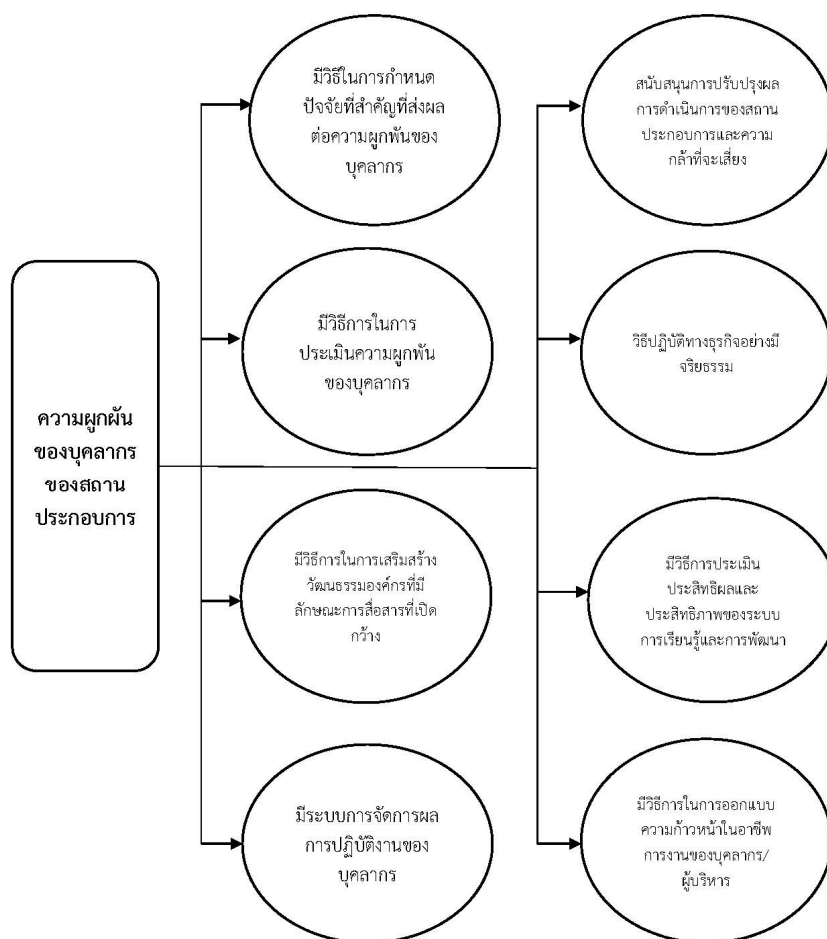 ความผูกผัน
ของบุคลากร
ของสถาน
ประกอบการ
มีวิธีในการกำหนด
ปัจจัยที่สำคัญที่ส่งผล
ต่อความผูกพันของ
บุคลากร
มีวิธีการในการ
ประเมินความผูกพัน
ของบุคลากร
มีวิธีการในการเสริมสร้าง
วัฒนธรรมองค์กรที่มี
ลักษณะการสื่อสารที่เปิด
กว้าง
มีระบบการจัดการผล
การปฏิบัติงานของ
บุคลากร
สนับสนุนการปรับปรุงผล
การดำเนินการของสถาน
ประกอบการและความ
กล้าที่จะเสี่ยง
วิธีปฏิบัติทางธุรกิจอย่างมี
จริยธรรม
มีวิธีการประเมิน
ประสิทธิผลและ
ประสิทธิภาพของระบบ
การเรียนรู้และการพัฒนา
มีวิธีการในการออกแบบ
ความก้าวหน้าในอาชีพ
การงานของบุคลากร/
ผู้บริหาร